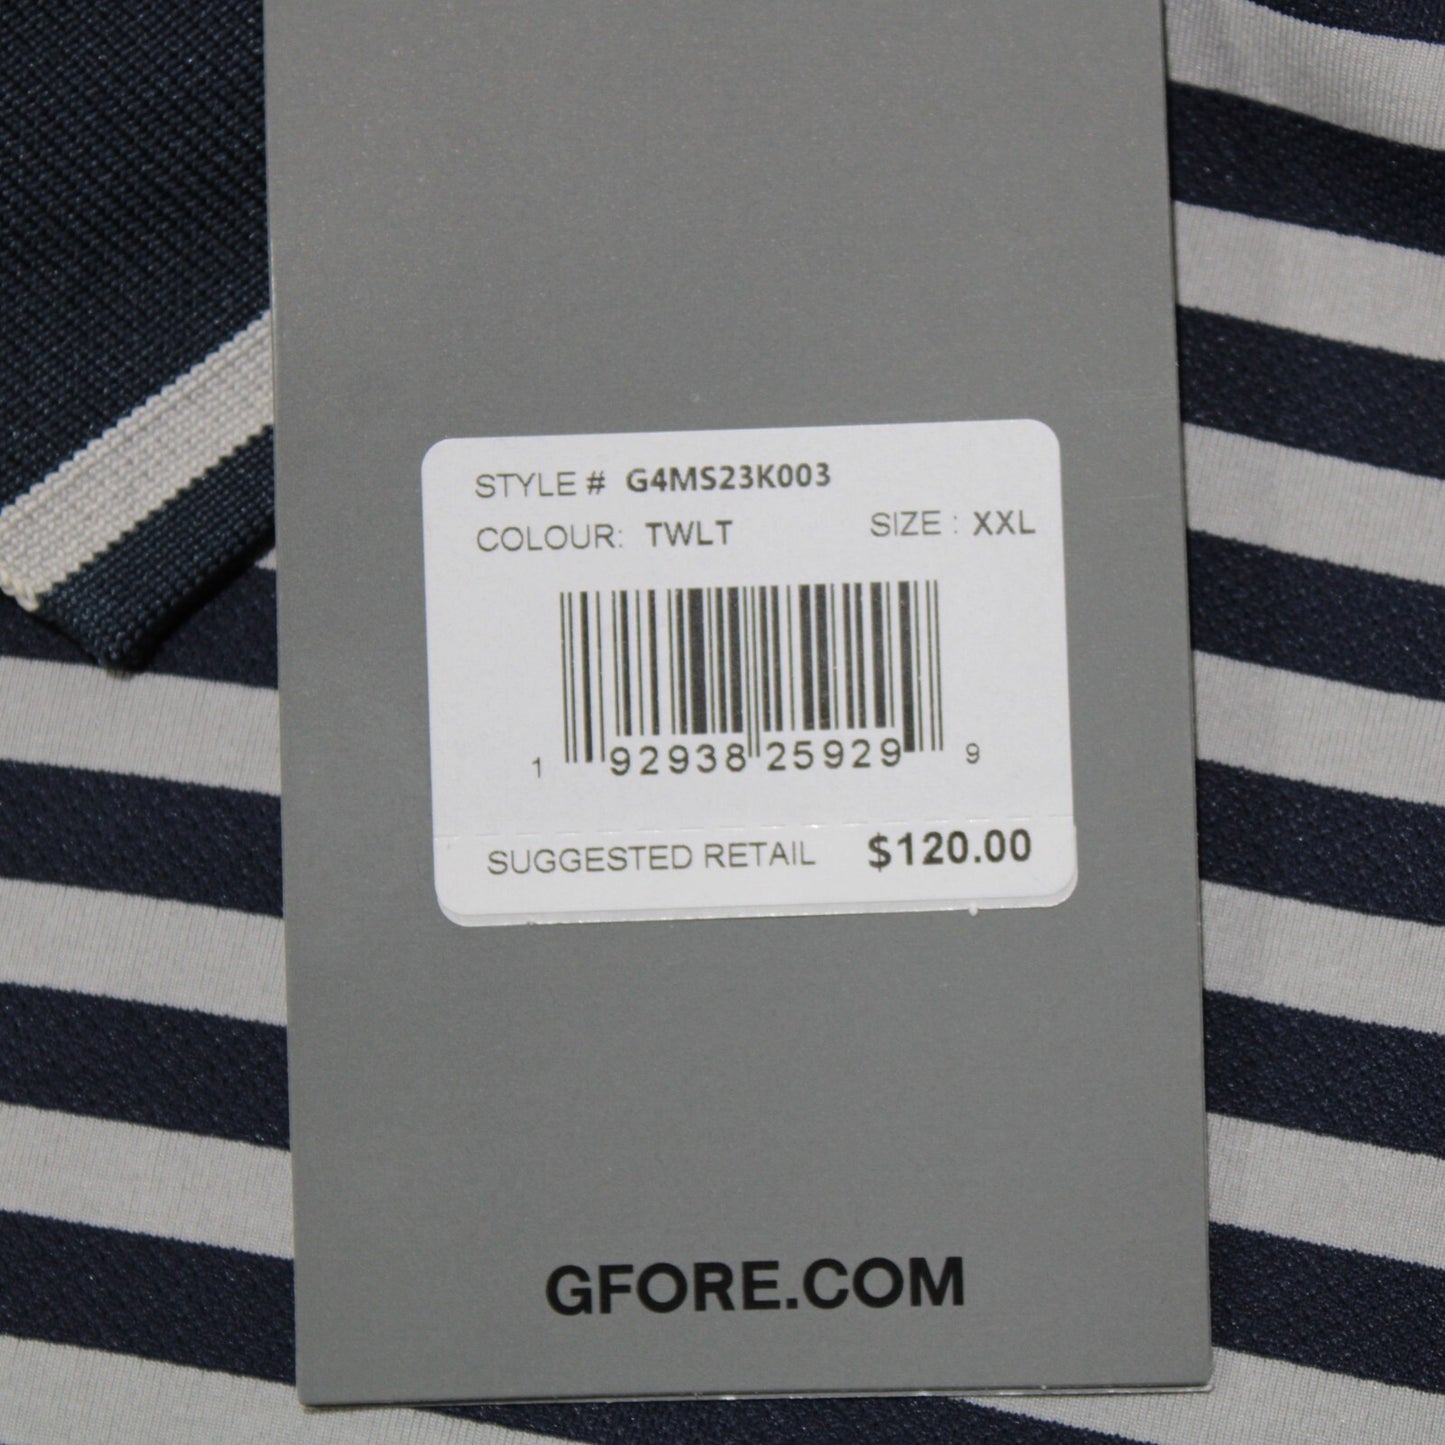 STYLE # G4MS23K003
COLOUR: TWLT SIZE : XXL
1 92938 25929 9
SUGGESTED RETAIL $120.00
GFORE.COM